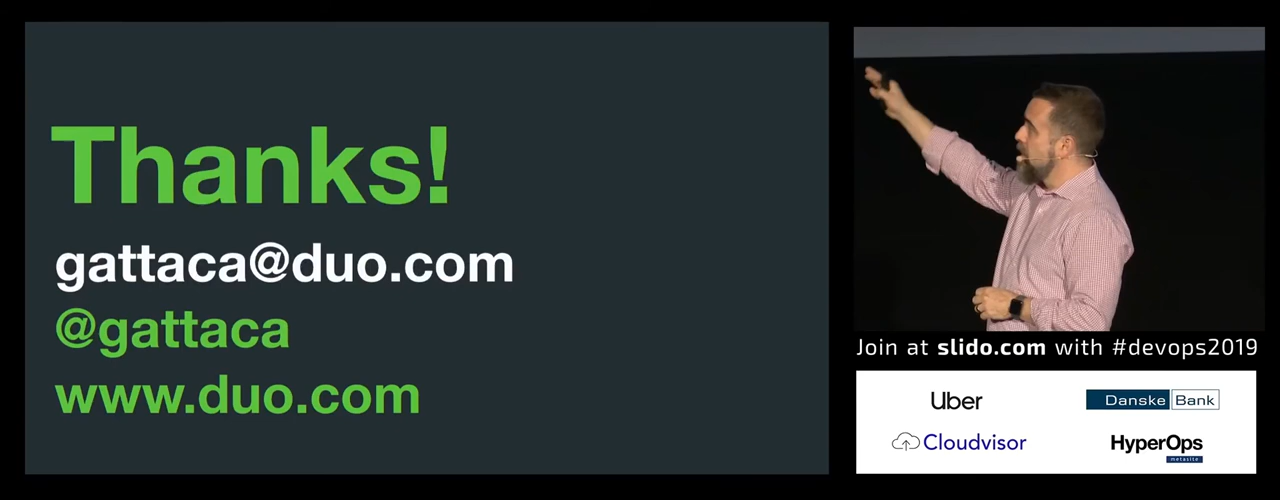 Thanks!
gattaca@duo.com
@gattaca
www.duo.com
Join at slido.com with #devops2019
Uber
Danske Bank
Cloudvisor
HyperOps
metasite